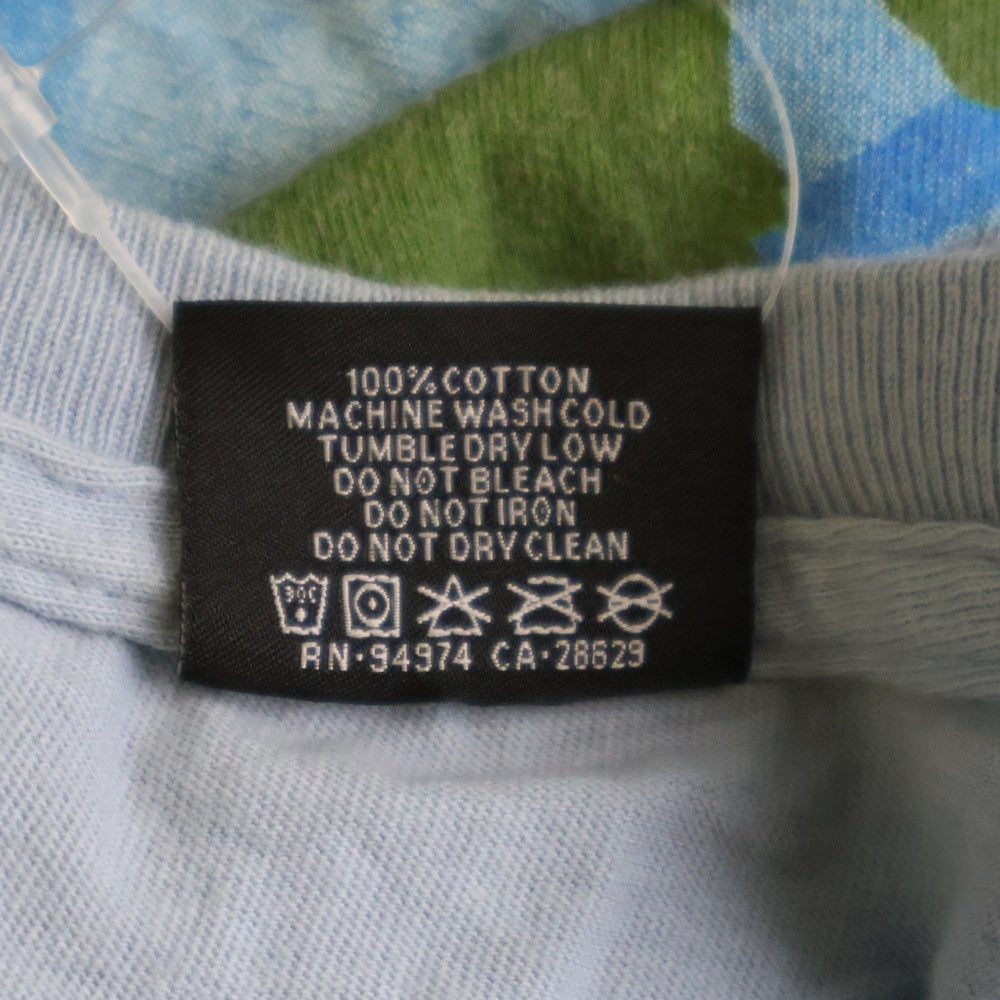 100% COTTON
MACHINE WASH COLD
TUMBLE DRY LOW
DO NOT BLEACH
DO NOT IRON
DO NOT DRY CLEAN
RN·94974 CA·28629